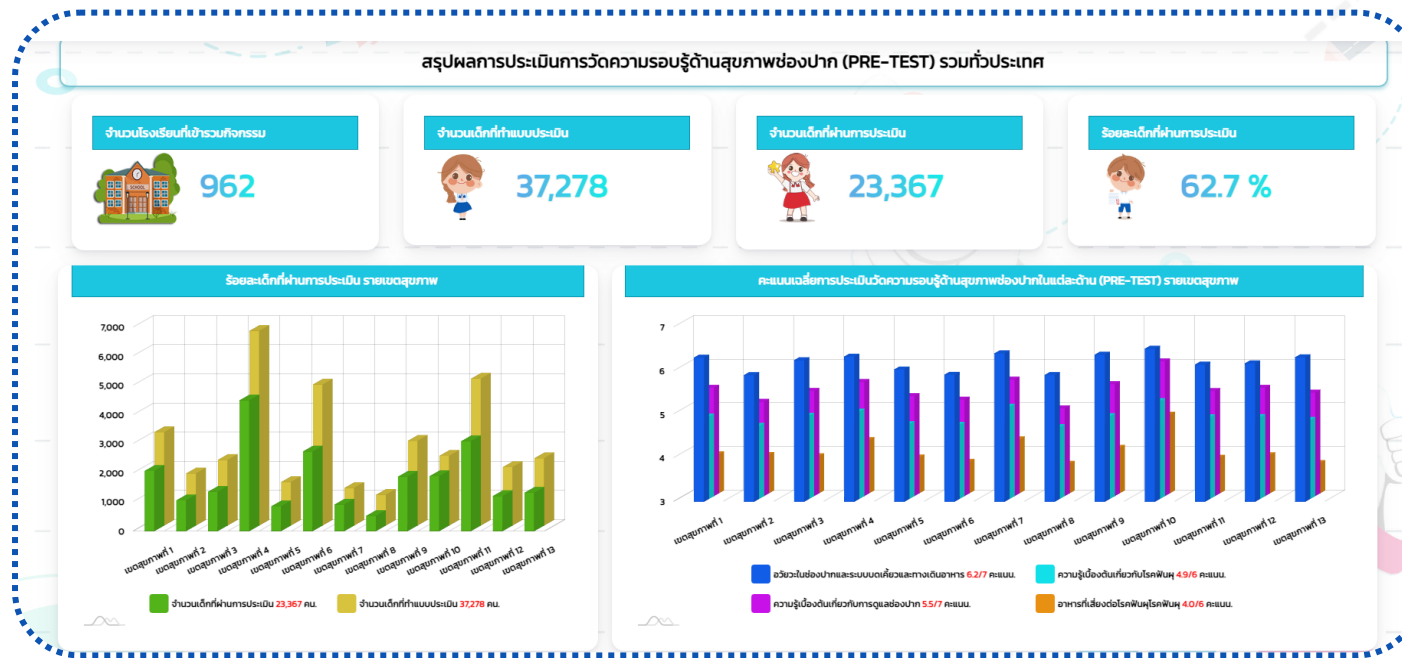 สรุปผลการประเมินการวัดความรอบรู้ด้านสุขภาพช่องปาก (PRE-TEST) รวมทั่วประเทศ
จำนวนโรงเรียนที่เข้ารวมกิจกรรม
SCHOOL
962
จำนวนเด็กที่ทำแบบประเมิน
37,278
จำนวนเด็กที่ผ่านการประเมิน
23,367
ร้อยละเด็กที่ผ่านการประเมิน
62.7 %
ร้อยละเด็กที่ผ่านการประเมิน รายเขตสุขภาพ
7,000
6,000
5,000
4,000
3,000
2,000
1,000
0
เขตสุขภาพที่ 1
เขตสุขภาพที่ 2
เขตสุขภาพที่ 3
เขตสุขภาพที่ 4
เขตสุขภาพที่ 5
เขตสุขภาพที่ 6
เขตสุขภาพที่ 7
เขตสุขภาพที่ 8
เขตสุขภาพที่ 9
เขตสุขภาพที่ 10
เขตสุขภาพที่ 11
เขตสุขภาพที่ 12
เขตสุขภาพที่ 13
จำนวนเด็กที่ผ่านการประเมิน 23,367 คน.
จำนวนเด็กที่ทำแบบประเมิน 37,278 คน.
คะแนนเฉลี่ยการประเมินวัดความรอบรู้ด้านสุขภาพช่องปากในแต่ละด้าน (PRE-TEST) รายเขตสุขภาพ
7
6
5
4
3
เขตสุขภาพที่ 1
เขตสุขภาพที่ 2
เขตสุขภาพที่ 3
เขตสุขภาพที่ 4
เขตสุขภาพที่ 5
เขตสุขภาพที่ 6
เขตสุขภาพที่ 7
เขตสุขภาพที่ 8
เขตสุขภาพที่ 9
เขตสุขภาพที่ 10
เขตสุขภาพที่ 11
เขตสุขภาพที่ 12
เขตสุขภาพที่ 13
อวัยวะในช่องปากและระบบบดเคี้ยวและทางเดินอาหาร 6.2/7 คะแนน.
ความรู้เบื้องต้นเกี่ยวกับโรคฟันผุ 4.9/6 คะแนน.
ความรู้เบื้องต้นเกี่ยวกับการดูแลช่องปาก 5.5/7 คะแนน.
อาหารที่เสี่ยงต่อโรคฟันผุโรคฟันผุ 4.0/6 คะแนน.